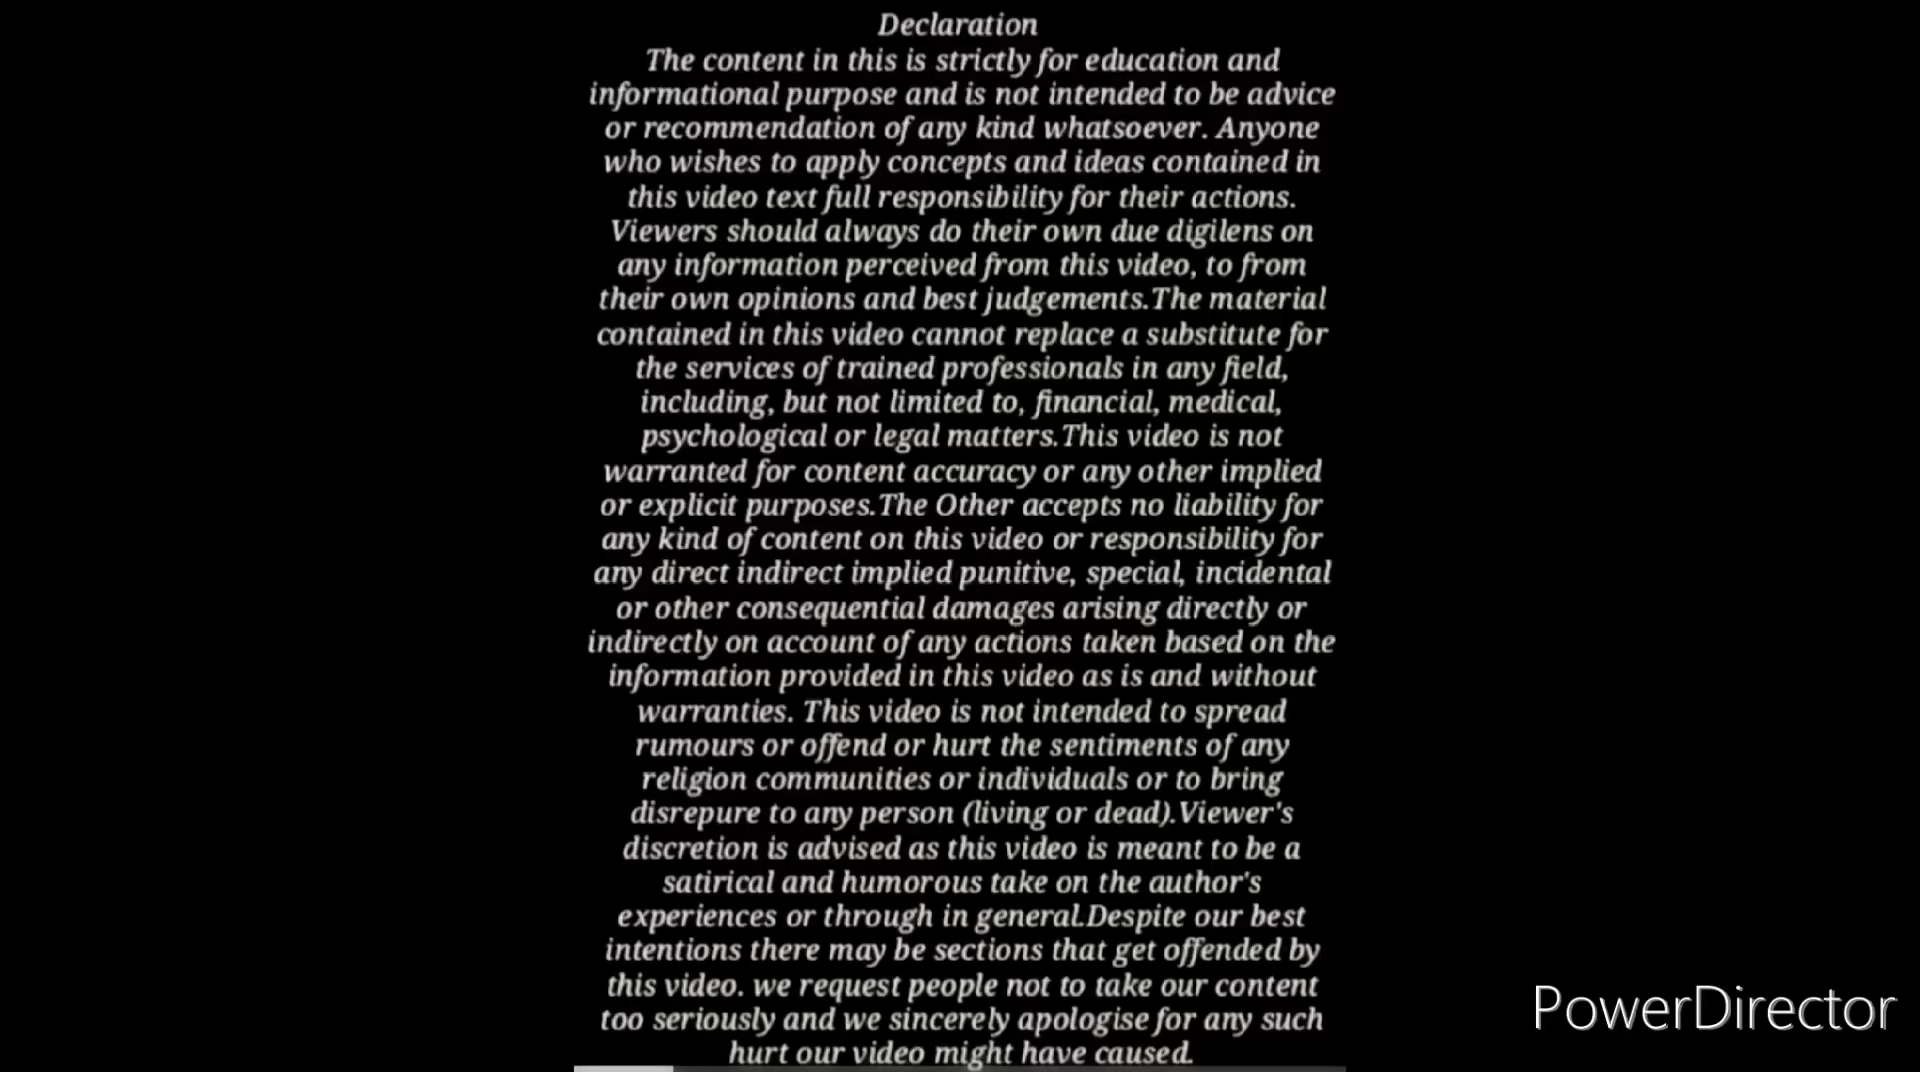 Declaration
The content in this is strictly for education and
informational purpose and is not intended to be advice
or recommendation of any kind whatsoever. Anyone
who wishes to apply concepts and ideas contained in
this video text full responsibility for their actions.
Viewers should always do their own due digilens on
any information perceived from this video, to from
their own opinions and best judgements.The material
contained in this video cannot replace a substitute for
the services of trained professionals in any field,
including, but not limited to, financial, medical,
psychological or legal matters.This video is not
warranted for content accuracy or any other implied
or explicit purposes.The Other accepts no liability for
any kind of content on this video or responsibility for
any direct indirect implied punitive, special, incidental
or other consequential damages arising directly or
indirectly on account of any actions taken based on the
information provided in this video as is and without
warranties. This video is not intended to spread
rumours or offend or hurt the sentiments of any
religion communities or individuals or to bring
disrepure to any person (living or dead).Viewer's
discretion is advised as this video is meant to be a
satirical and humorous take on the author's
experiences or through in general.Despite our best
intentions there may be sections that get offended by
this video. we request people not to take our content
too seriously and we sincerely apologise for any such
hurt our video might have caused.
PowerDirector